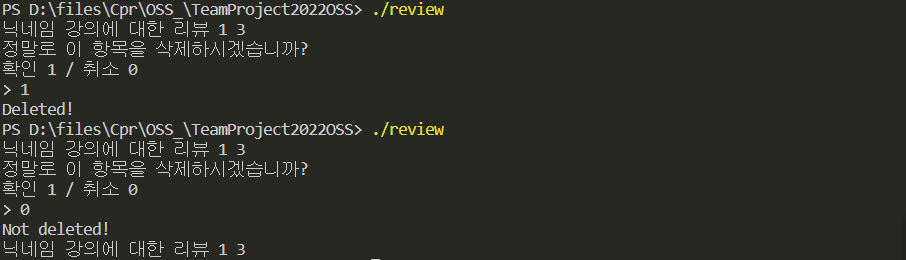 PS D:\files\Cpr\OSS_\TeamProject2022OSS> ./review
닉네임 강의에 대한 리뷰 1 3
정말로 이 항목을 삭제하시겠습니까?
확인 1 / 취소 0
> 1
Deleted!
PS D:\files\Cpr\OSS_\TeamProject2022OSS> ./review
닉네임 강의에 대한 리뷰 1 3
정말로 이 항목을 삭제하시겠습니까?
확인 1 / 취소 0
> 0
Not deleted!
닉네임 강의에 대한 리뷰 1 3